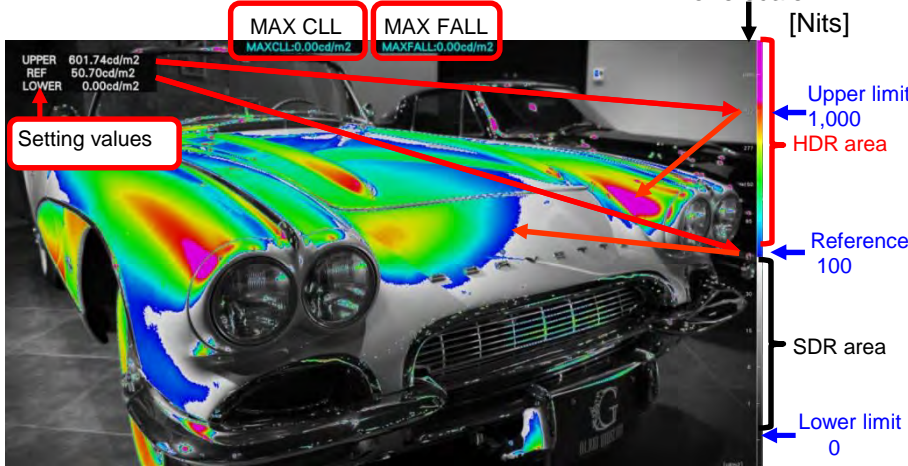 [Nits]
MAX CLL
MAX FALL
MAXCLL:0.00cd/m2
MAXFALL:0.00cd/m2
UPPER 601.74cd/m2
REF 50.70cd/m2
LOWER 0.00cd/m2
Setting values
Upper limit
1,000
HDR area
277
Reference
100
SDR area
Lower limit
0
CORVETTE
G